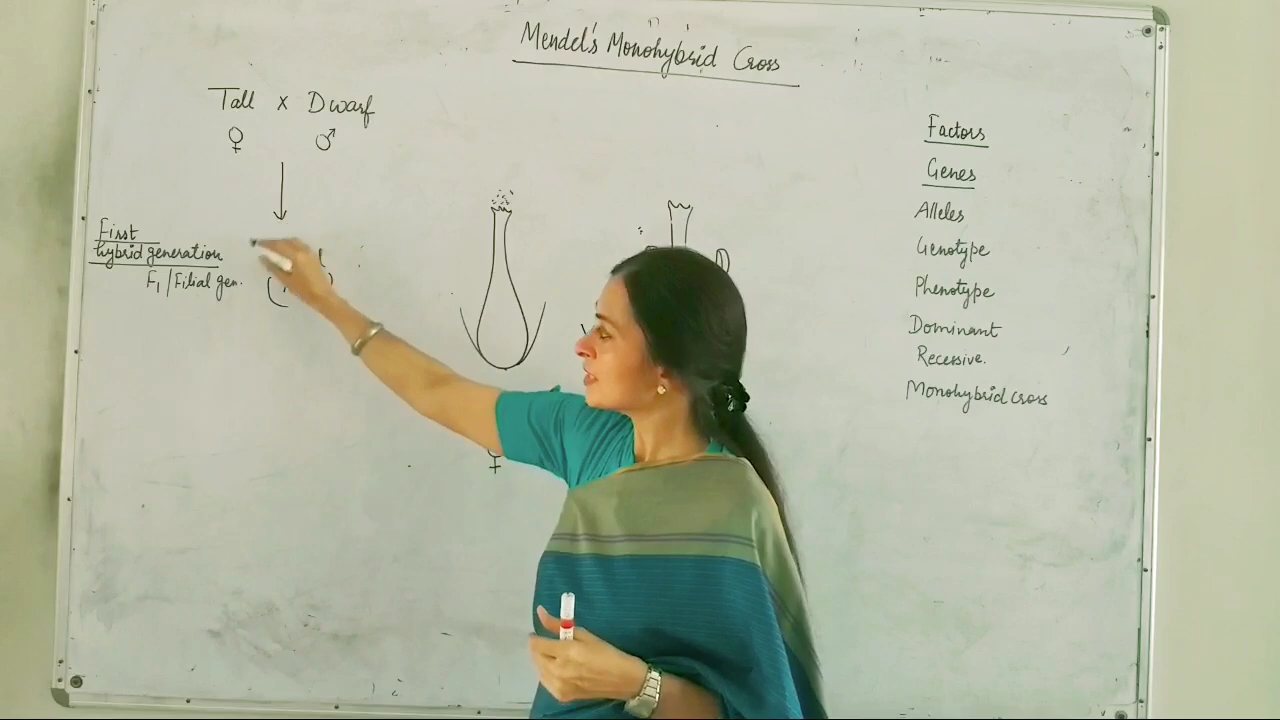 Mendel's Monohybrid Cross
Tall x Dwarf
♀ ♂
First
hybrid generation
F₁ / Filial gen.
♀
Factors
Genes
Alleles
Genotype
Phenotype
Dominant
Recessive.
Monohybrid cross